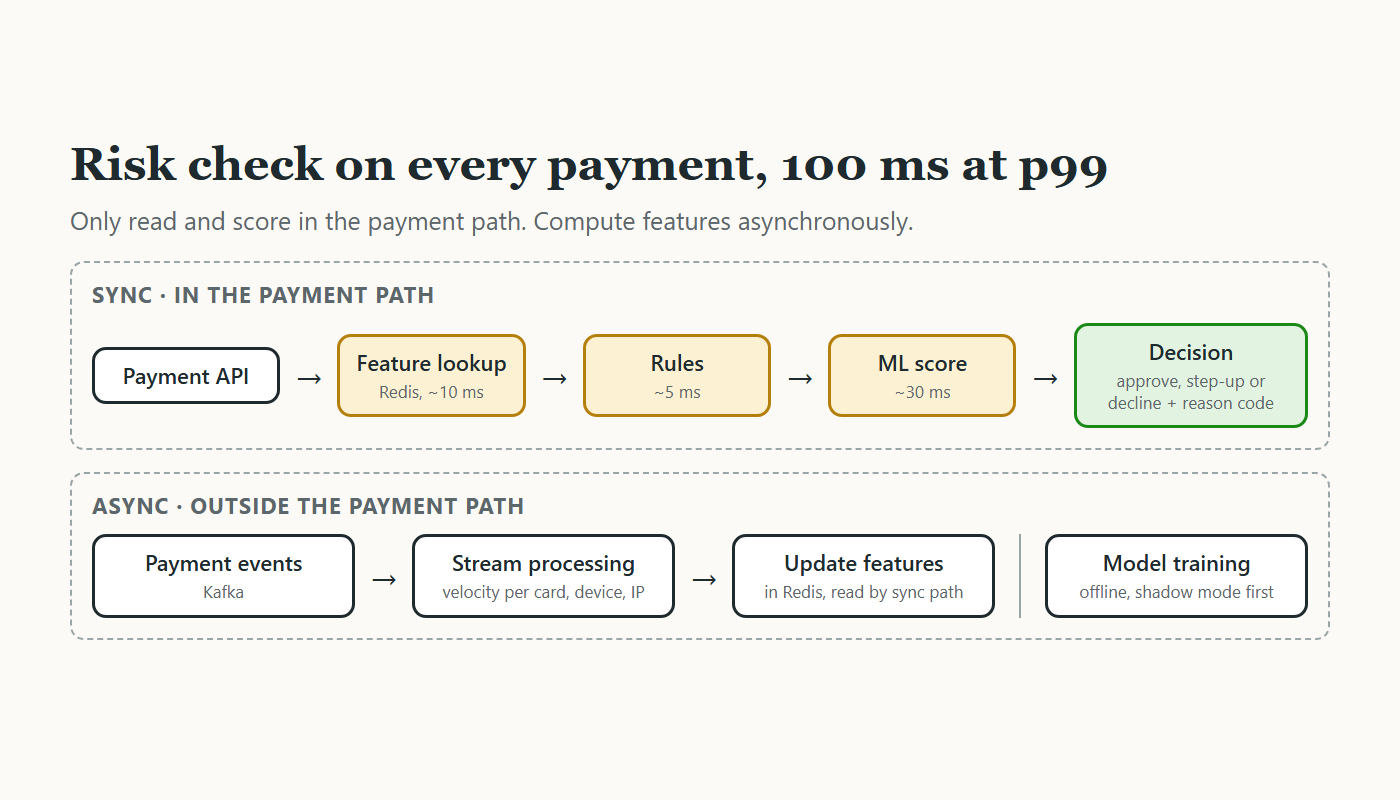 Risk check on every payment, 100 ms at p99
Only read and score in the payment path. Compute features asynchronously.
SYNC · IN THE PAYMENT PATH
Payment API
→
Feature lookup
Redis, ~10 ms
→
Rules
~5 ms
→
ML score
~30 ms
→
Decision
approve, step-up or
decline + reason code
ASYNC · OUTSIDE THE PAYMENT PATH
Payment events
Kafka
→
Stream processing
velocity per card, device, IP
→
Update features
in Redis, read by sync path
Model training
offline, shadow mode first